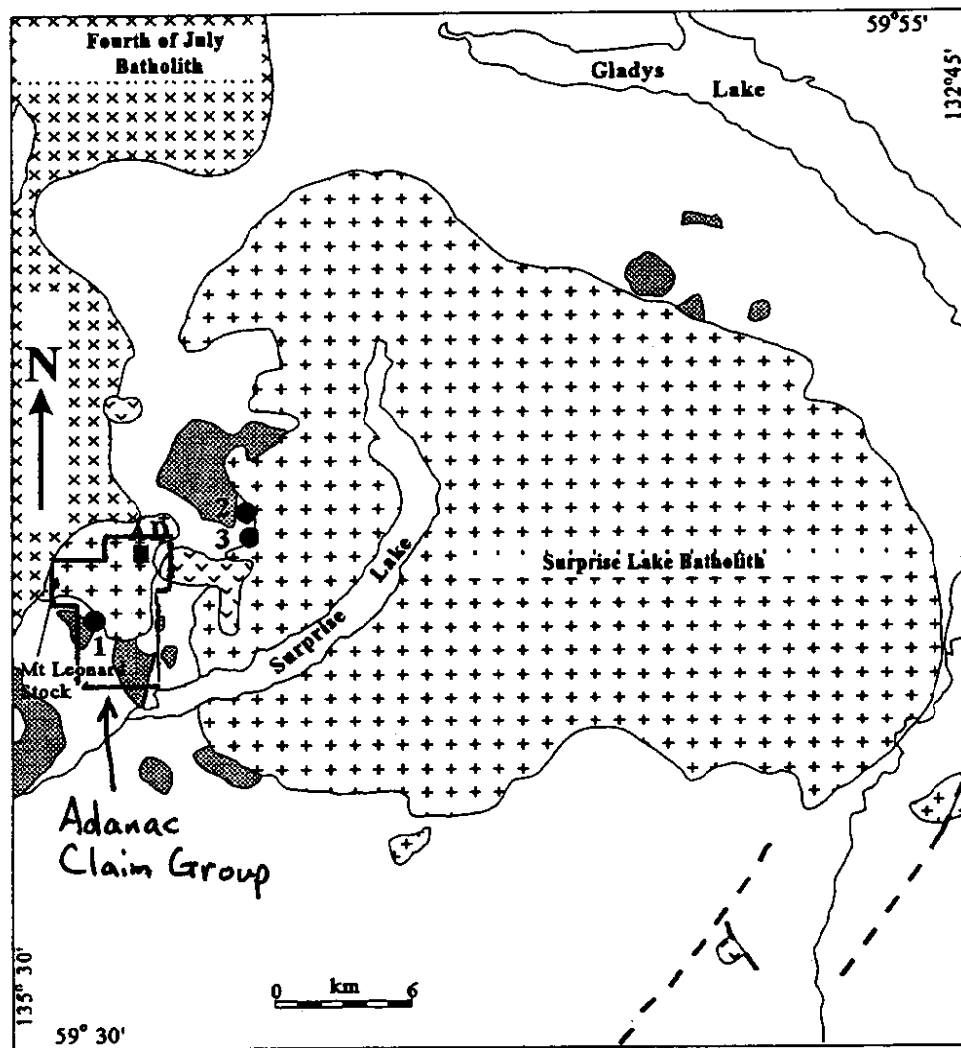 Fourth of July
Batholith
59°55'
Gladys
Lake
132°45'
N
2
3
1
Surprise
Lake
Surprise Lake Batholith
Mt Leonard
Stock
Adanac
Claim Group
135° 30'
59° 30'
km
0 6